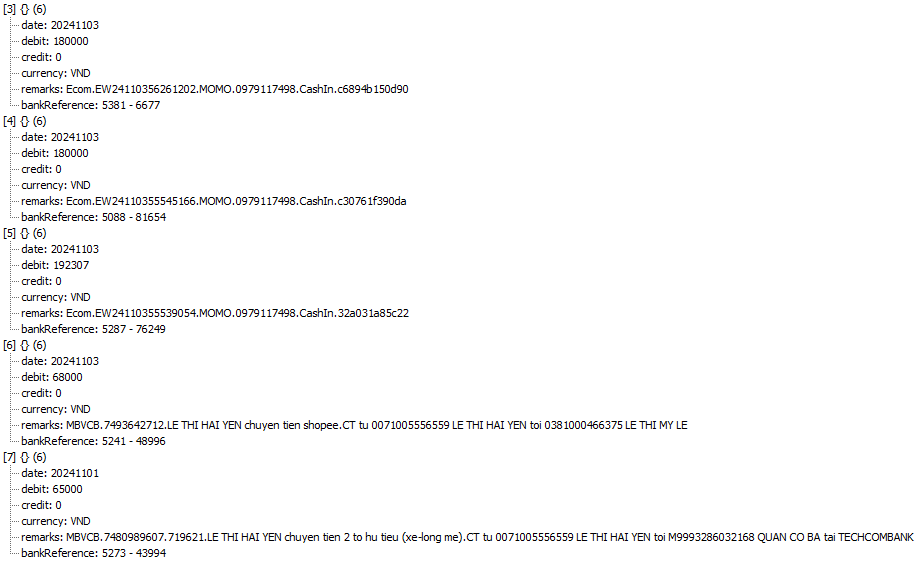 [3] {} (6)
date: 20241103
debit: 180000
credit: 0
currency: VND
remarks: Ecom.EW24110356261202.MOMO.0979117498.CashIn.c6894b150d90
bankReference: 5381 - 6677
[4] {} (6)
date: 20241103
debit: 180000
credit: 0
currency: VND
remarks: Ecom.EW24110355545166.MOMO.0979117498.CashIn.c30761f390da
bankReference: 5088 - 81654
[5] {} (6)
date: 20241103
debit: 192307
credit: 0
currency: VND
remarks: Ecom.EW24110355539054.MOMO.0979117498.CashIn.32a031a85c22
bankReference: 5287 - 76249
[6] {} (6)
date: 20241103
debit: 68000
credit: 0
currency: VND
remarks: MBVCB.7493642712.LE THI HAI YEN chuyen tien shopee.CT tu 0071005556559 LE THI HAI YEN toi 0381000466375 LE THI MY LE
bankReference: 5241 - 48996
[7] {} (6)
date: 20241101
debit: 65000
credit: 0
currency: VND
remarks: MBVCB.7480989607.719621.LE THI HAI YEN chuyen tien 2 to hu tieu (xe-long me).CT tu 0071005556559 LE THI HAI YEN toi M9993286032168 QUAN CO BA tai TECHCOMBANK
bankReference: 5273 - 43994